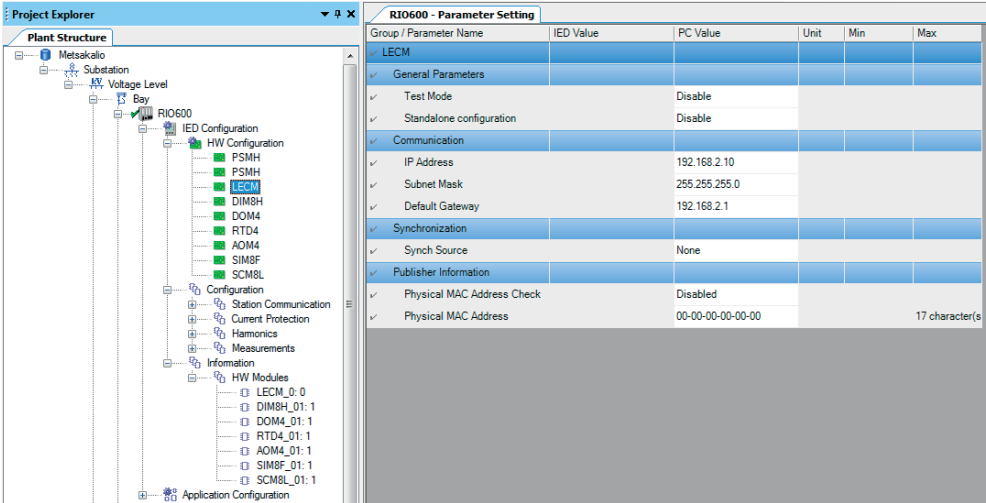 Project Explorer
Plant Structure
Metsakalio
Substation
Voltage Level
Bay
RIO600
IED Configuration
HW Configuration
PSMH
PSMH
LECM
DIM8H
DOM4
RTD4
AOM4
SIM8F
SCM8L
Configuration
Station Communication
Current Protection
Harmonics
Measurements
Information
HW Modules
LECM_0: 0
DIM8H_01: 1
DOM4_01: 1
RTD4_01: 1
AOM4_01: 1
SIM8F_01: 1
SCM8L_01: 1
Application Configuration
RIO600 - Parameter Setting
Group / Parameter Name IED Value PC Value Unit Min Max
LECM
General Parameters
Test Mode Disable
Standalone configuration Disable
Communication
IP Address 192.168.2.10
Subnet Mask 255.255.255.0
Default Gateway 192.168.2.1
Synchronization
Synch Source None
Publisher Information
Physical MAC Address Check Disabled
Physical MAC Address 00-00-00-00-00-00 17 character(s